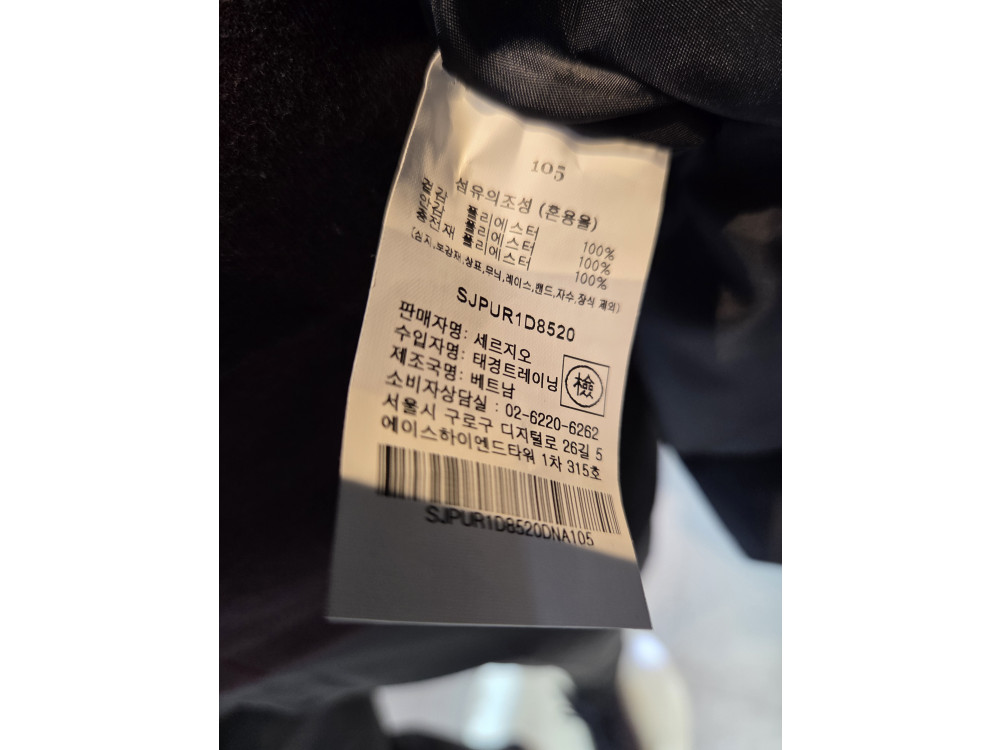 105
섬유의조성 (혼용율)
겉감 폴리에스터 100%
안감 폴리에스터 100%
충전재 폴리에스터 100%
(심지,보강재,상표,무늬,레이스,밴드,자수,장식 제외)
SJPUR1D8520
판매자명: 세르지오
수입자명: 태경트레이닝
제조국명: 베트남
檢
소비자상담실 : 02-6220-6262
서울시 구로구 디지털로 26길 5
에이스하이엔드타워 1차 315호
SJPUR1D8520DNA105